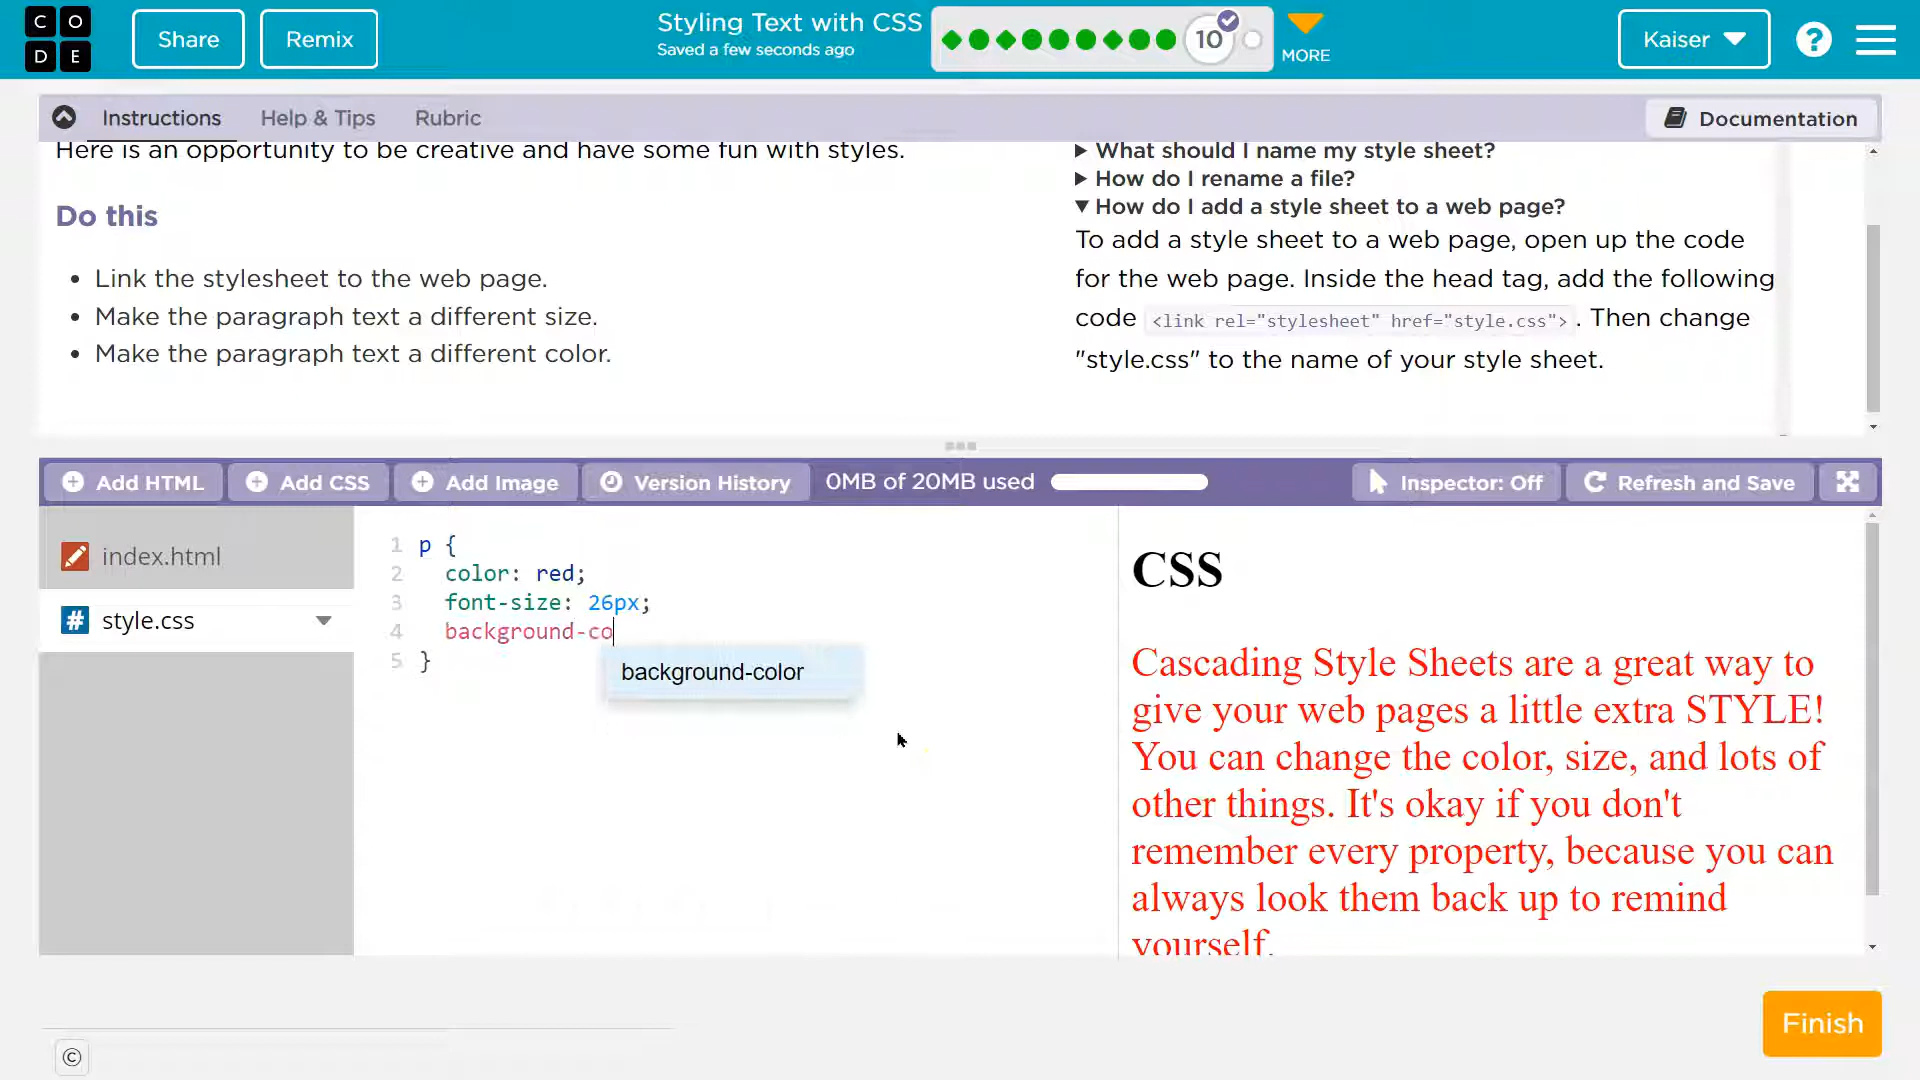 C O D E
Share
Remix
Styling Text with CSS
Saved a few seconds ago
10
MORE
Kaiser
?
Instructions
Help & Tips
Rubric
Documentation
Here is an opportunity to be creative and have some fun with styles.
Do this
• Link the stylesheet to the web page.
• Make the paragraph text a different size.
• Make the paragraph text a different color.
What should I name my style sheet?
How do I rename a file?
How do I add a style sheet to a web page?
To add a style sheet to a web page, open up the code
for the web page. Inside the head tag, add the following
code <link rel="stylesheet" href="style.css"> . Then change
"style.css" to the name of your style sheet.
Add HTML
Add CSS
Add Image
Version History
0MB of 20MB used
Inspector: Off
Refresh and Save
index.html
# style.css
1 p {
2 color: red;
3 font-size: 26px;
4 background-co
5 }
background-color
CSS
Cascading Style Sheets are a great way to
give your web pages a little extra STYLE!
You can change the color, size, and lots of
other things. It's okay if you don't
remember every property, because you can
always look them back up to remind
yourself.
Finish
©